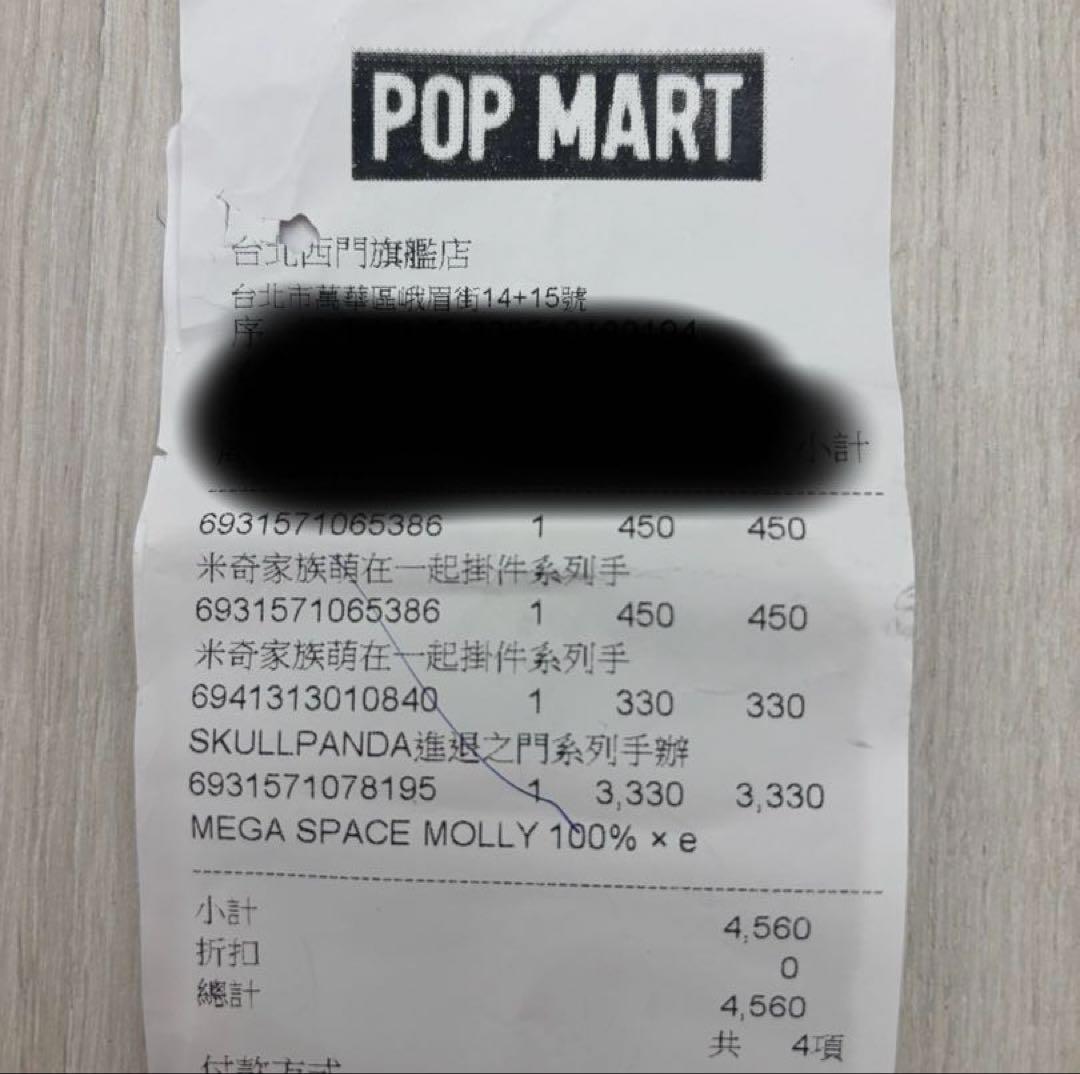 POP MART
台北西門旗艦店
台北市萬華區峨眉街14+15號
序
小計
6931571065386 1 450 450
米奇家族萌在一起掛件系列手
6931571065386 1 450 450
米奇家族萌在一起掛件系列手
6941313010840 1 330 330
SKULLPANDA進退之門系列手辦
6931571078195 1 3,330 3,330
MEGA SPACE MOLLY 100% × e
小計 4,560
折扣 0
總計 4,560
共 4項
付款方式